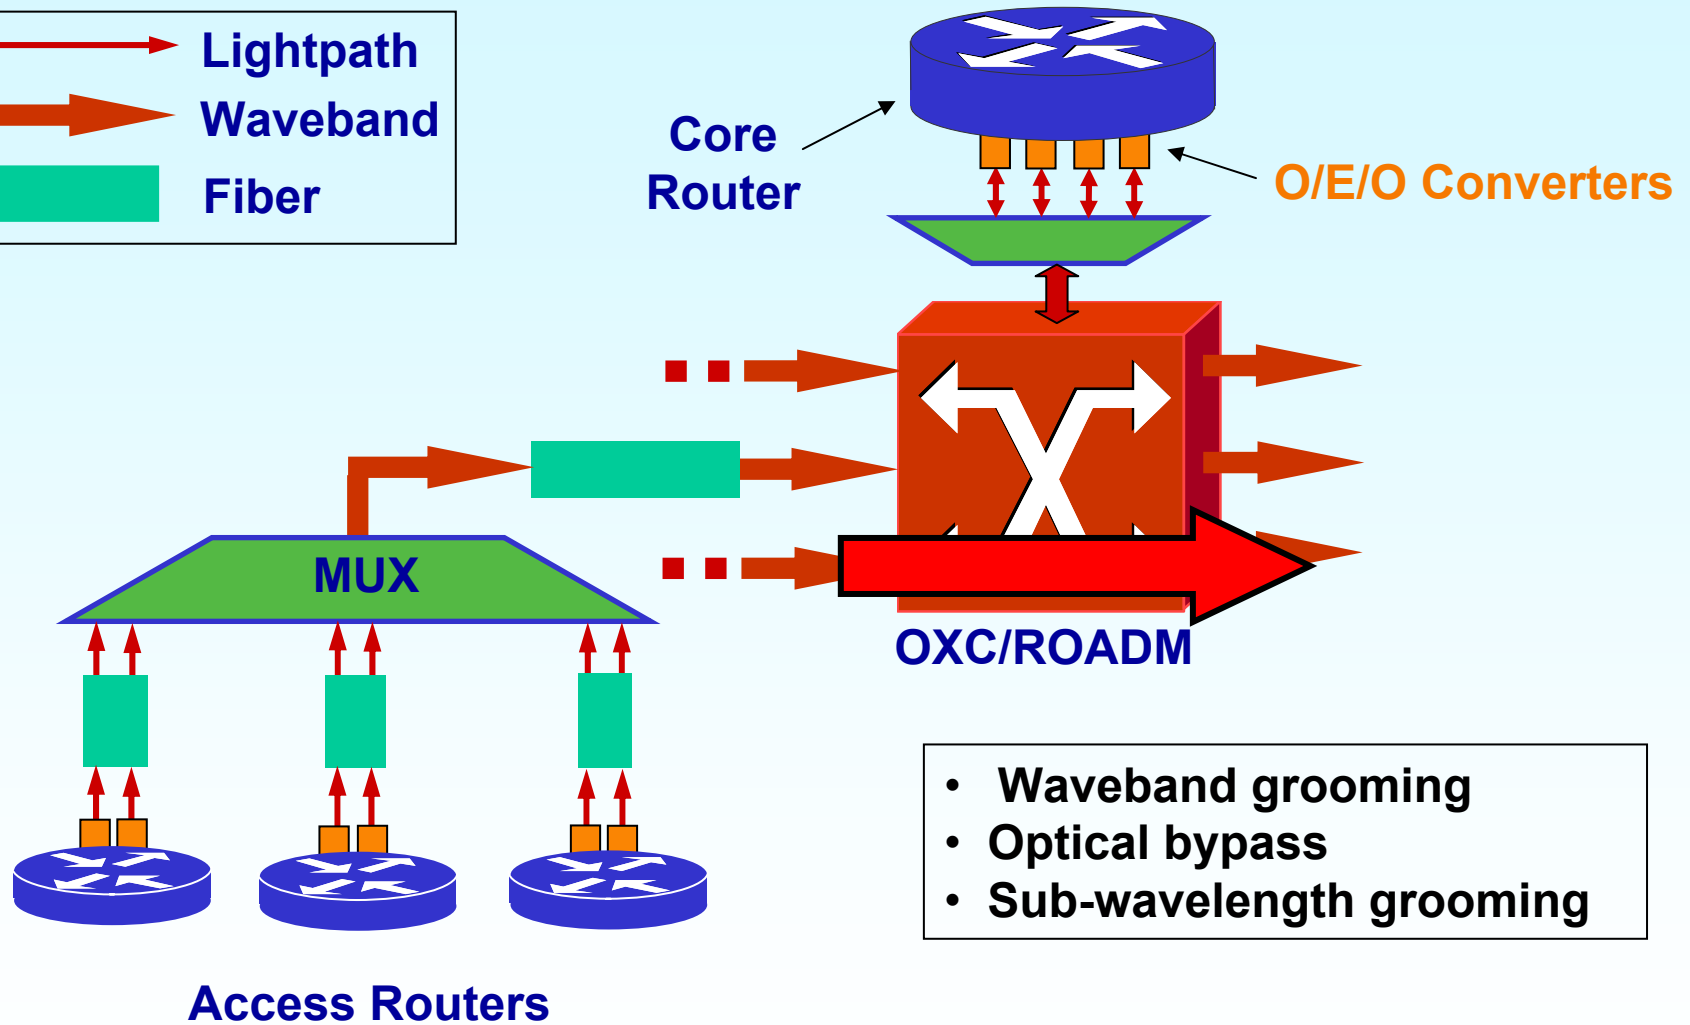 Lightpath
Waveband
Fiber
Core
Router
O/E/O Converters
MUX
OXC/ROADM
• Waveband grooming
• Optical bypass
• Sub-wavelength grooming
Access Routers